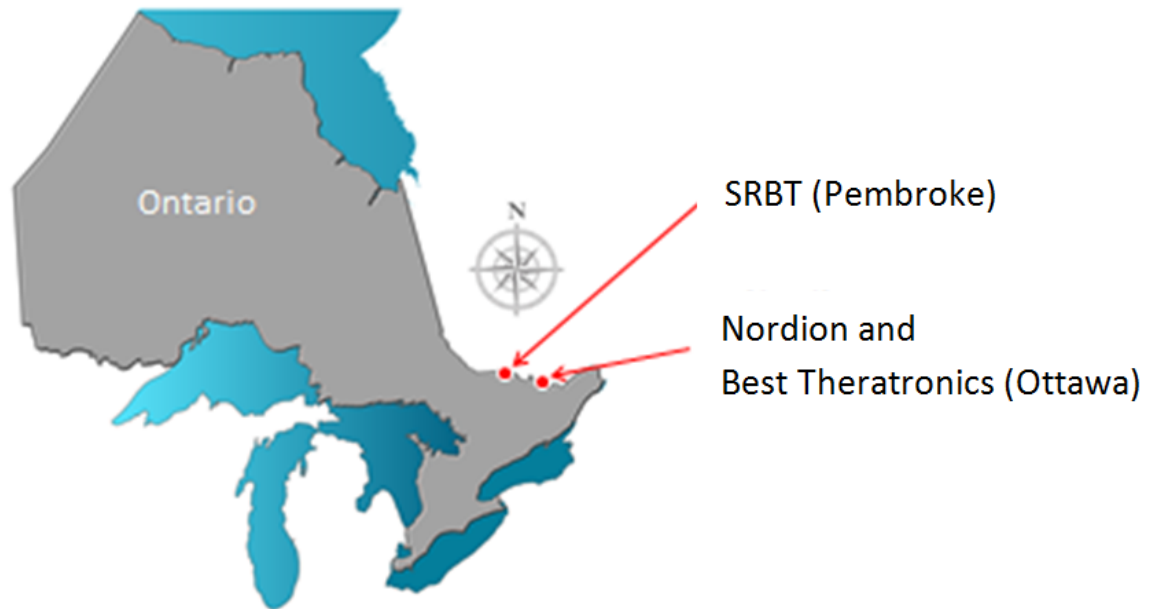 Ontario
N
SRBT (Pembroke)
Nordion and
Best Theratronics (Ottawa)